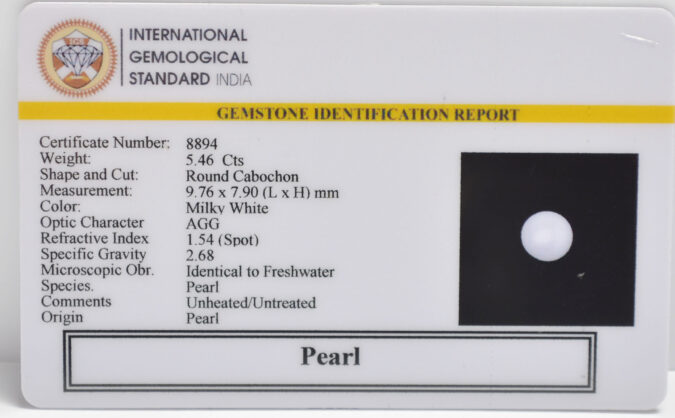 IGS
INTERNATIONAL
GEMOLOGICAL
STANDARD INDIA
GEMSTONE IDENTIFICATION REPORT
Certificate Number: 8894
Weight: 5.46 Cts
Shape and Cut: Round Cabochon
Measurement: 9.76 x 7.90 (L x H) mm
Color: Milky White
Optic Character AGG
Refractive Index 1.54 (Spot)
Specific Gravity 2.68
Microscopic Obr. Identical to Freshwater
Species. Pearl
Comments Unheated/Untreated
Origin Pearl
Pearl